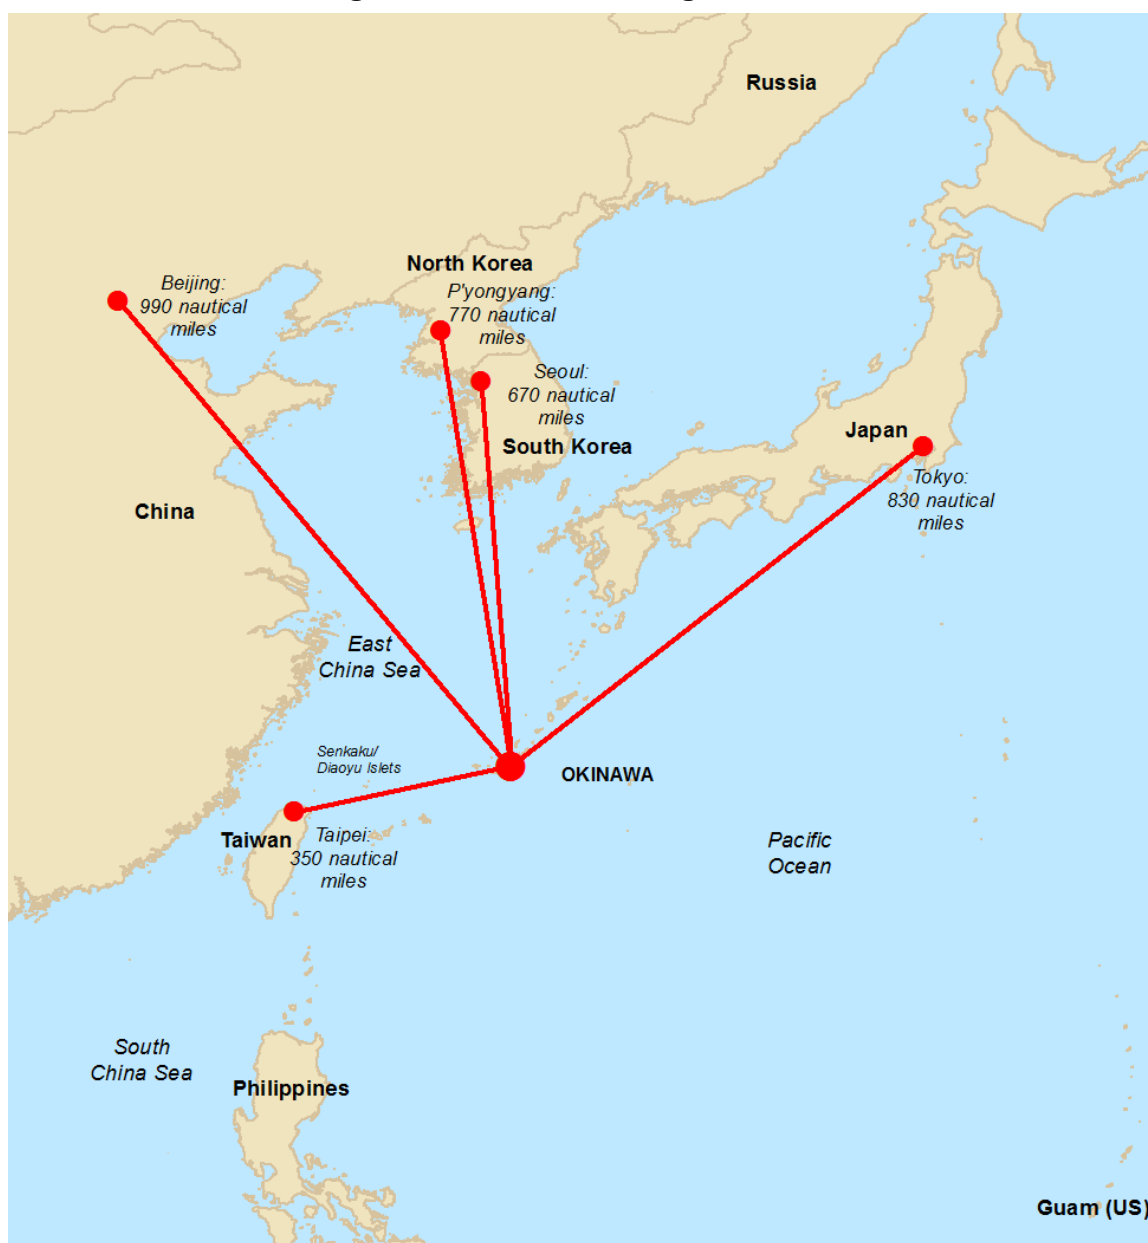 Russia
North Korea
Beijing:
990 nautical
miles
P'yongyang:
770 nautical
miles
Seoul:
670 nautical
miles
South Korea
Japan
Tokyo:
830 nautical
miles
China
East
China Sea
Senkaku/
Diaoyu Islets
OKINAWA
Taiwan
Taipei:
350 nautical
miles
Pacific
Ocean
South
China Sea
Philippines
Guam (US)